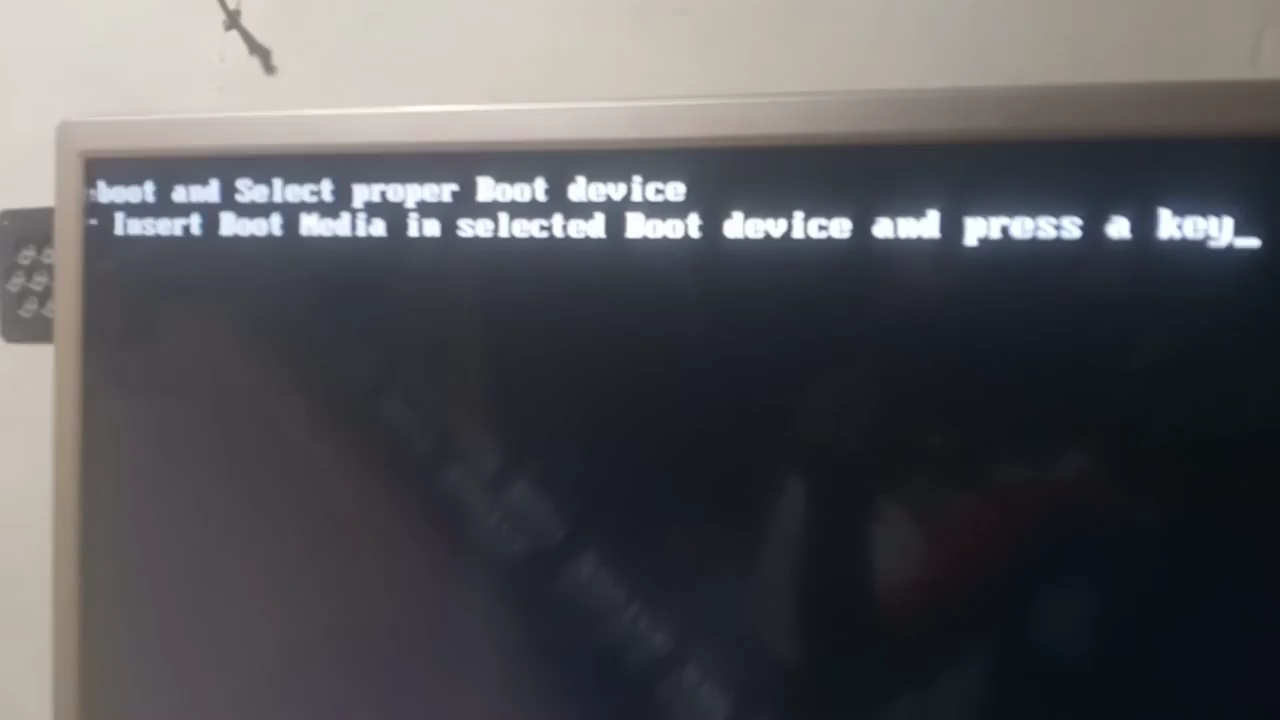 boot and Select proper Boot device
Insert Boot Media in selected Boot device and press a key_